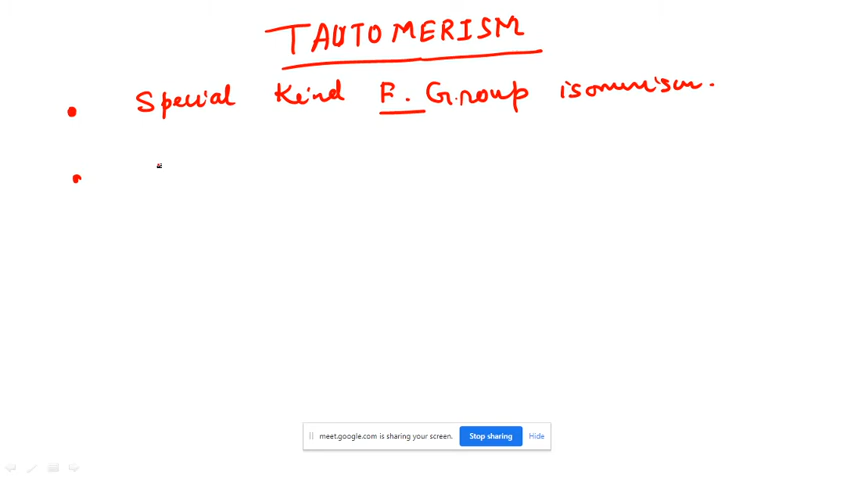 TAUTOMERISM
• Special Kind F. Group isomerism.
•
meet.google.com is sharing your screen. Stop sharing Hide